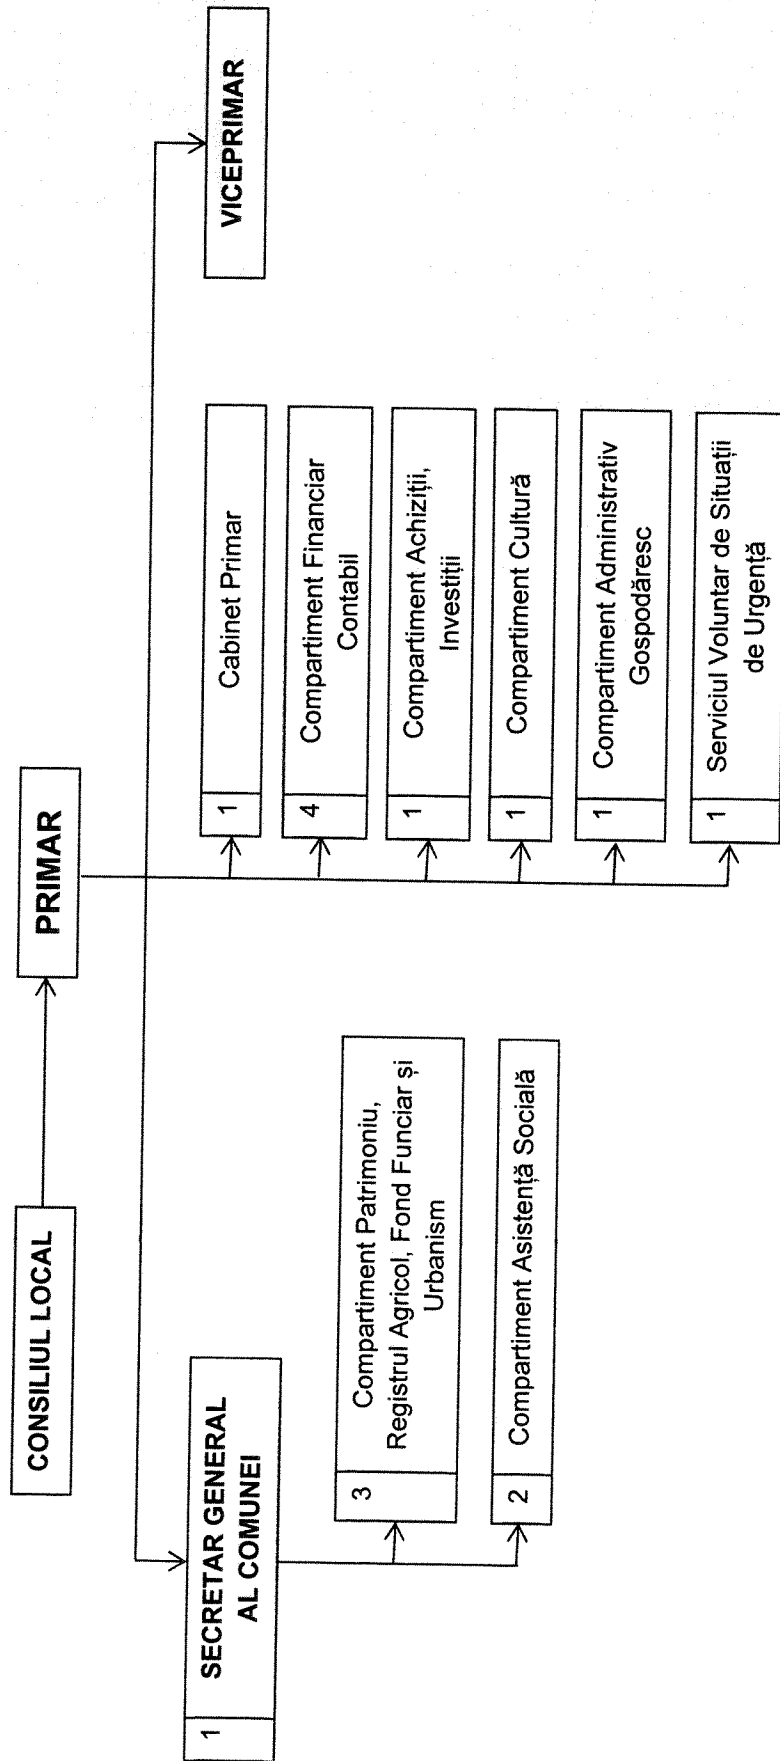 CONSILIUL LOCAL
PRIMAR
VICEPRIMAR
1
SECRETAR GENERAL
AL COMUNEI
3
Compartiment Patrimoniu,
Registrul Agricol, Fond Funciar și
Urbanism
2
Compartiment Asistență Socială
1
Cabinet Primar
4
Compartiment Financiar
Contabil
1
Compartiment Achiziții,
Investiții
1
Compartiment Cultură
1
Compartiment Administrativ
Gospodăresc
1
Serviciul Voluntar de Situații
de Urgență